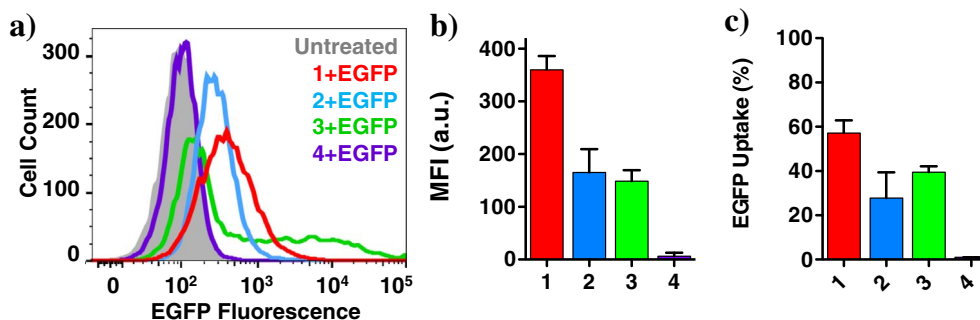 a)
300
200
100
0
Cell Count
Untreated
1+EGFP
2+EGFP
3+EGFP
4+EGFP
0 10² 10³ 10⁴ 10⁵
EGFP Fluorescence
b)
400
300
200
100
0
MFI (a.u.)
1 2 3 4
c)
100
80
60
40
20
0
EGFP Uptake (%)
1 2 3 4